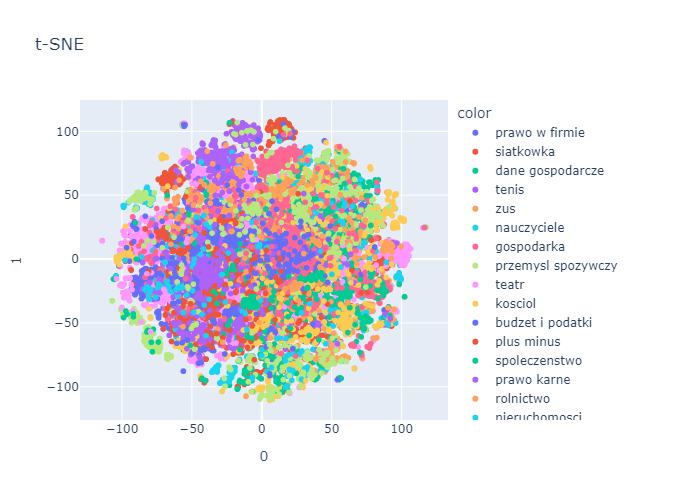 t-SNE
color
prawo w firmie
siatkowka
dane gospodarcze
tenis
zus
nauczyciele
gospodarka
przemysl spozywczy
teatr
kosciol
budzet i podatki
plus minus
spoleczenstwo
prawo karne
rolnictwo
nieruchomosci
100
50
0
−50
−100
1
−100
−50
0
50
100
0